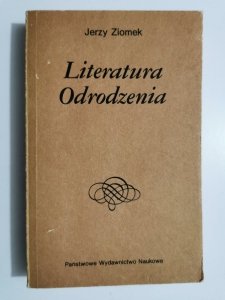 Jerzy Ziomek
Literatura
Odrodzenia
Państwowe Wydawnictwo Naukowe